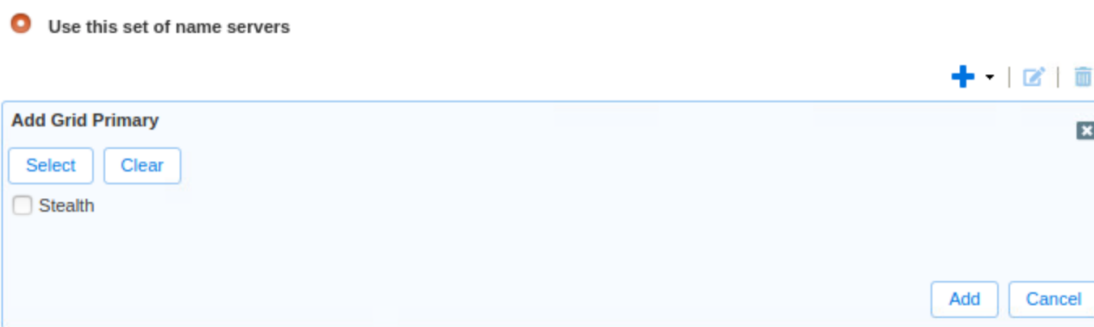 Use this set of name servers
Add Grid Primary
Select Clear
Stealth
Add Cancel